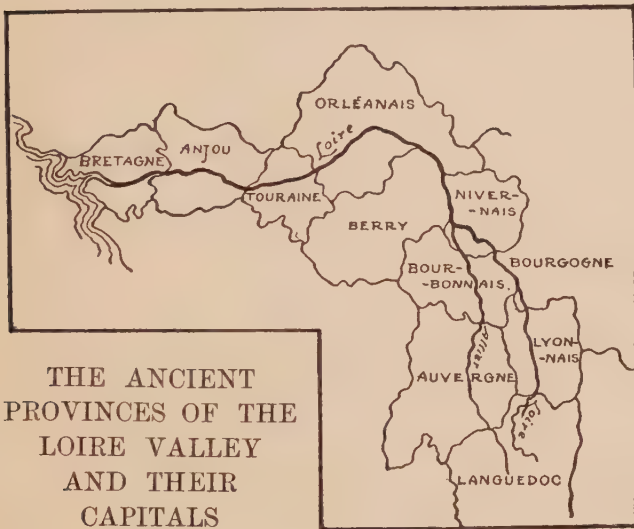 ORLÉANAIS
Loire
BRETAGNE
ANJOU
TOURAINE
NIVER-
-NAIS
BERRY
BOURGOGNE
BOUR-
-BONNAIS.
LYON-
-NAIS
Allier
AUVERGNE
Loire
LANGUEDOC
THE ANCIENT
PROVINCES OF THE
LOIRE VALLEY
AND THEIR
CAPITALS